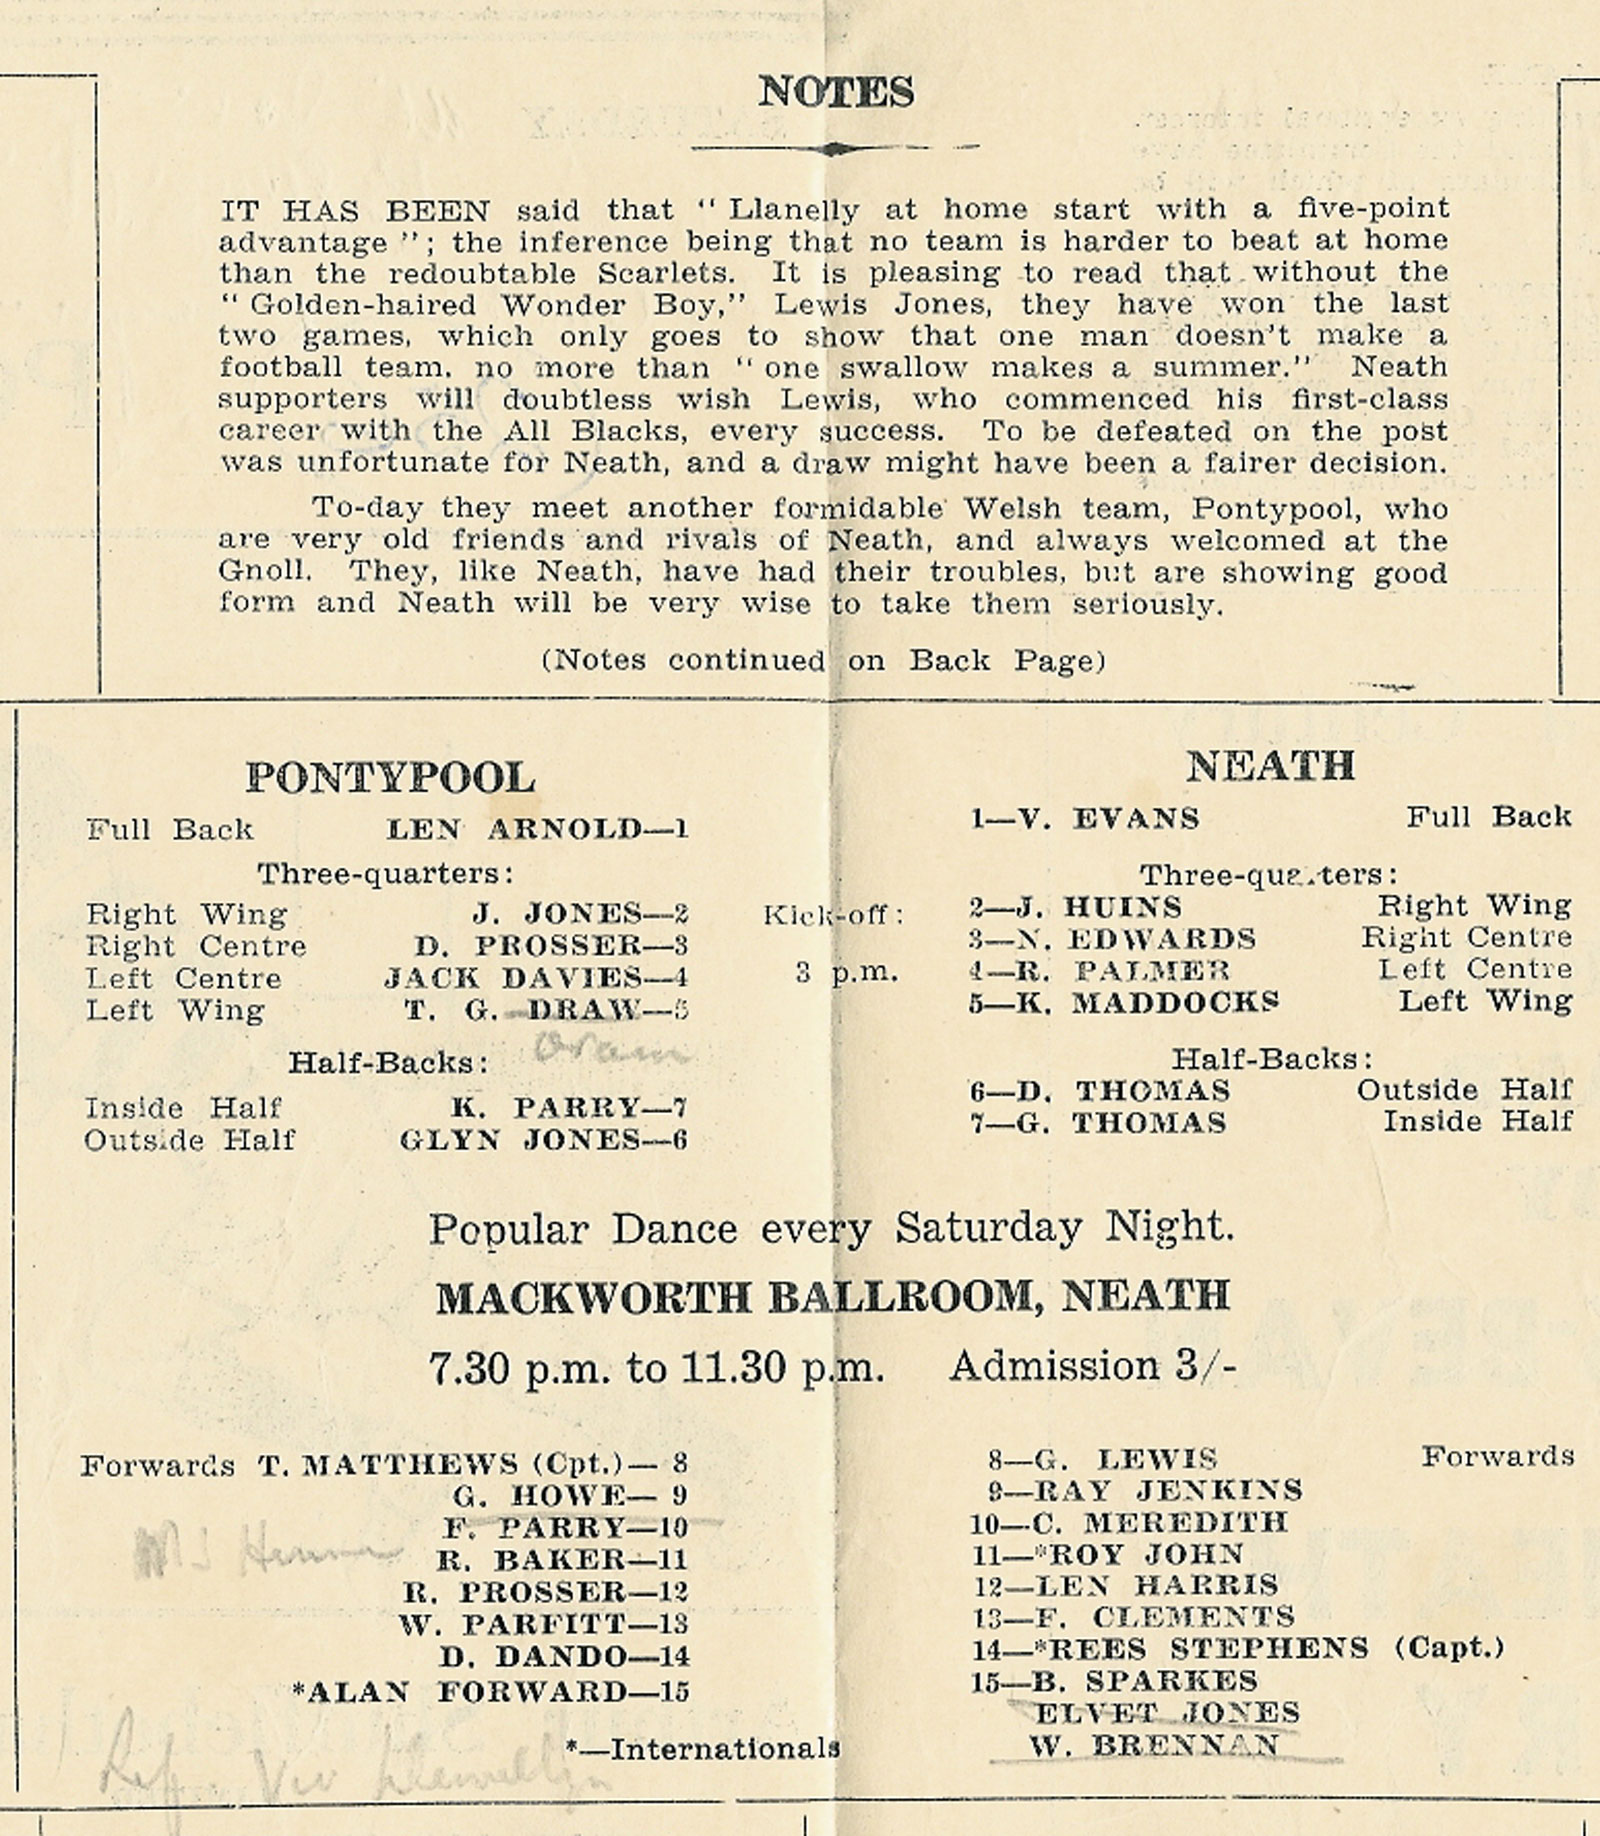 NOTES
IT HAS BEEN said that " Llanelly at home start with a five-point
advantage "; the inference being that no team is harder to beat at home
than the redoubtable Scarlets. It is pleasing to read that without the
" Golden-haired Wonder Boy," Lewis Jones, they have won the last
two games, which only goes to show that one man doesn't make a
football team, no more than " one swallow makes a summer." Neath
supporters will doubtless wish Lewis, who commenced his first-class
career with the All Blacks, every success. To be defeated on the post
was unfortunate for Neath, and a draw might have been a fairer decision.
To-day they meet another formidable Welsh team, Pontypool, who
are very old friends and rivals of Neath, and always welcomed at the
Gnoll. They, like Neath, have had their troubles, but are showing good
form and Neath will be very wise to take them seriously.
(Notes continued on Back Page)
PONTYPOOL
Full Back LEN ARNOLD—1
Three-quarters:
Right Wing J. JONES—2
Right Centre D. PROSSER—3
Left Centre JACK DAVIES—4
Left Wing T. G. DRAW—5
Oram
Half-Backs:
Inside Half K. PARRY—7
Outside Half GLYN JONES—6
Kick-off:
3 p.m.
NEATH
1—V. EVANS Full Back
Three-quarters:
2—J. HUINS Right Wing
3—N. EDWARDS Right Centre
4—R. PALMER Left Centre
5—K. MADDOCKS Left Wing
Half-Backs:
6—D. THOMAS Outside Half
7—G. THOMAS Inside Half
Popular Dance every Saturday Night.
MACKWORTH BALLROOM, NEATH
7.30 p.m. to 11.30 p.m. Admission 3/-
Forwards T. MATTHEWS (Cpt.)— 8
G. HOWE— 9
F. PARRY—10
R. BAKER—11
R. PROSSER—12
W. PARFITT—13
D. DANDO—14
*ALAN FORWARD—15
8—G. LEWIS Forwards
9—RAY JENKINS
10—C. MEREDITH
11—*ROY JOHN
12—LEN HARRIS
13—F. CLEMENTS
14—*REES STEPHENS (Capt.)
15—B. SPARKES
ELVET JONES
W. BRENNAN
*—Internationals
Reff. Viv Llewellyn